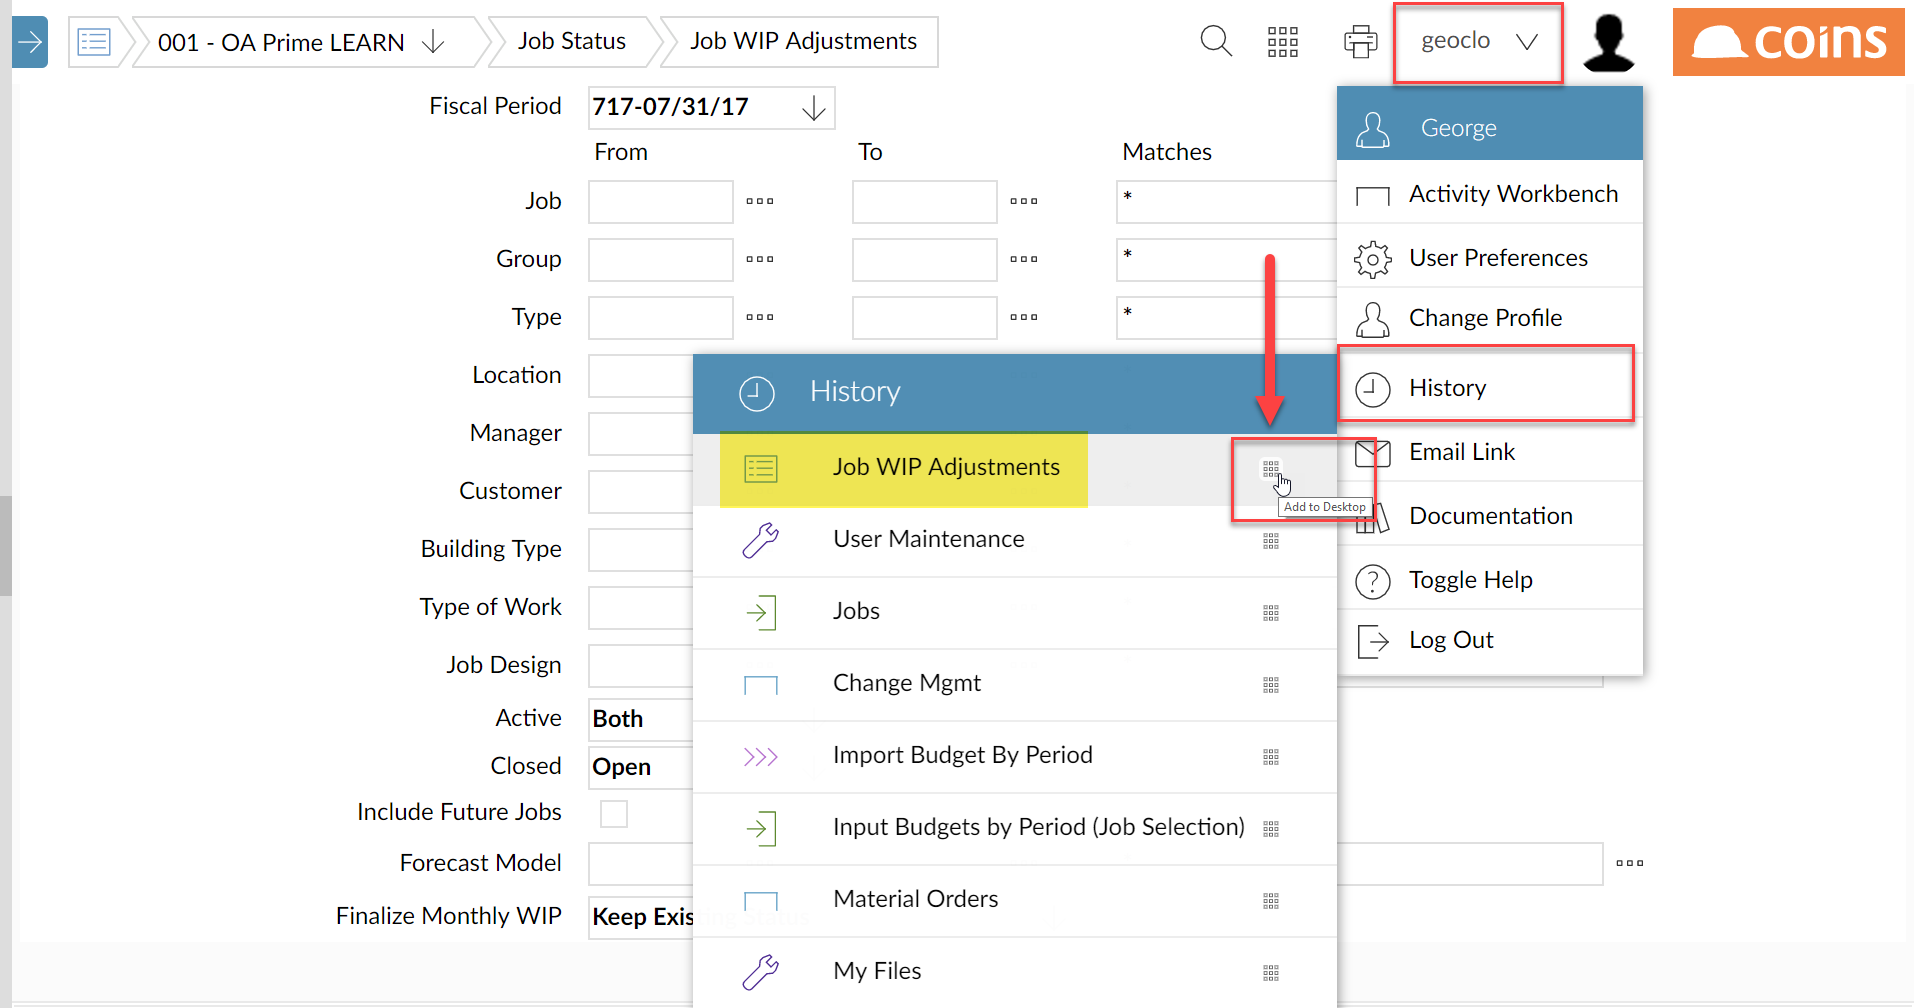 001 - OA Prime LEARN
Job Status
Job WIP Adjustments
geoclo
coins
Fiscal Period
717-07/31/17
From
To
Matches
Job
*
Group
*
Type
*
Location
Manager
Customer
Building Type
Type of Work
Job Design
Active
Both
Closed
Open
Include Future Jobs
Forecast Model
Finalize Monthly WIP
Keep Existing Status
George
Activity Workbench
User Preferences
Change Profile
History
Email Link
Documentation
Toggle Help
Log Out
History
Job WIP Adjustments
Add to Desktop
User Maintenance
Jobs
Change Mgmt
Import Budget By Period
Input Budgets by Period (Job Selection)
Material Orders
My Files